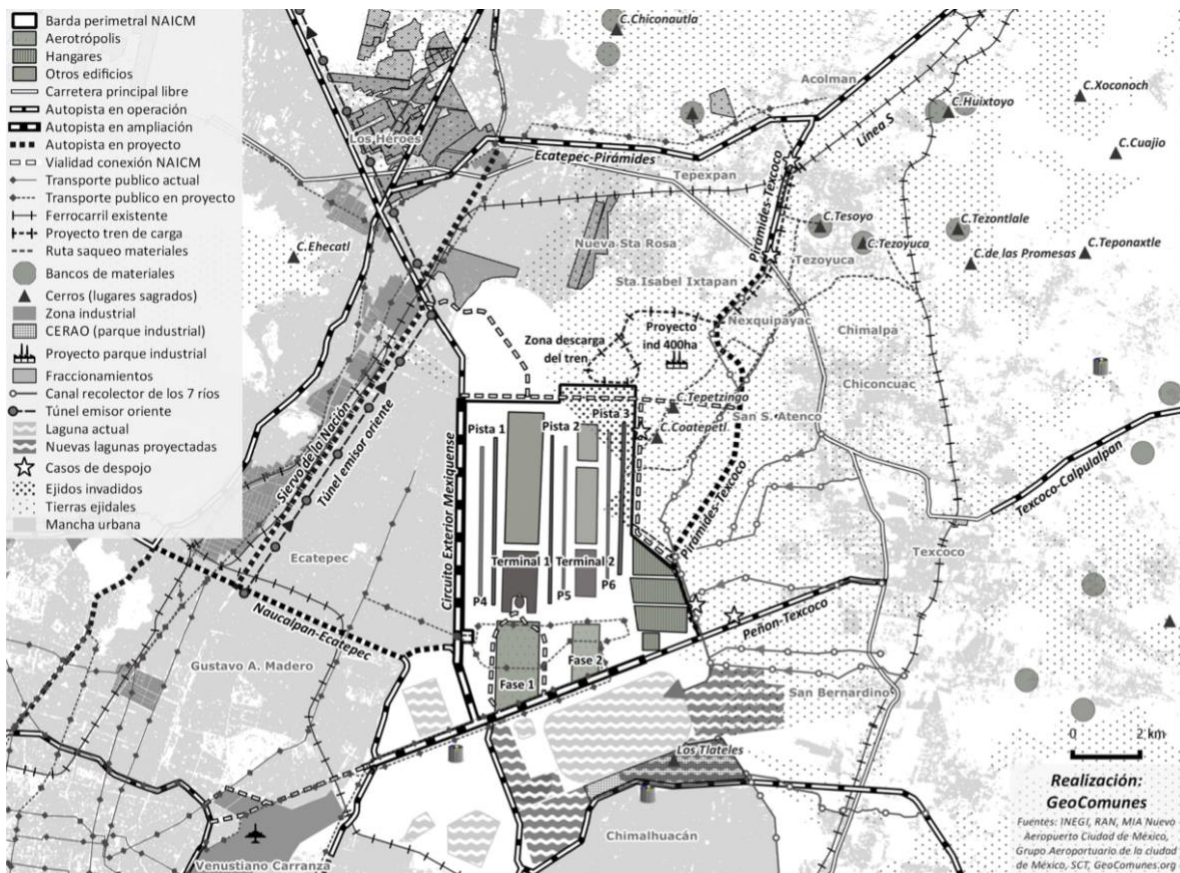 Barda perimetral NAICM
Aerotrópolis
Hangares
Otros edificios
Carretera principal libre
Autopista en operación
Autopista en ampliación
Autopista en proyecto
Vialidad conexión NAICM
Transporte publico actual
Transporte publico en proyecto
Ferrocarril existente
Proyecto tren de carga
Ruta saqueo materiales
Bancos de materiales
Cerros (lugares sagrados)
Zona industrial
CERAO (parque industrial)
Proyecto parque industrial
Fraccionamientos
Canal recolector de los 7 ríos
Túnel emisor oriente
Laguna actual
Nuevas lagunas proyectadas
Casos de despojo
Ejidos invadidos
Tierras ejidales
Mancha urbana
C.Chiconautla
Acolman
C.Xoconoch
C.Huixtoyo
Linea S
Los Héroes
C.Cuajio
Ecatepec-Pirámides
Tepexpan
Pirámides-Texcoco
C.Tesoyo
C.Tezontlale
C.Ehecatl
Nueva Sta Rosa
C.Tezoyuca
Tezoyuca
C.de las Promesas
C.Teponaxtle
Sta Isabel Ixtapan
Nexquipayac
Chimalpa
Zona descarga
del tren
Proyecto
ind 400ha
Chiconcuac
C.Tepetzingo
San S. Atenco
Pista 1
Pista 2
Pista 3
C.Coatepetl
Siervo de la Nación
Túnel emisor oriente
Circuito Exterior Mexiquense
Pirámides-Texcoco
Texcoco-Calpulalpan
Texcoco
Ecatepec
Terminal 1
Terminal 2
P4
P5
P6
Naucalpan-Ecatepec
Peñon-Texcoco
Gustavo A. Madero
Fase 1
Fase 2
San Bernardino
Los Tlateles
Chimalhuacán
Venustiano Carranza
0 2 km
Realización:
GeoComunes
Fuentes: INEGI, RAN, MIA Nuevo
Aeropuerto Ciudad de México,
Grupo Aeroportuario de la ciudad
de México, SCT, GeoComunes.org